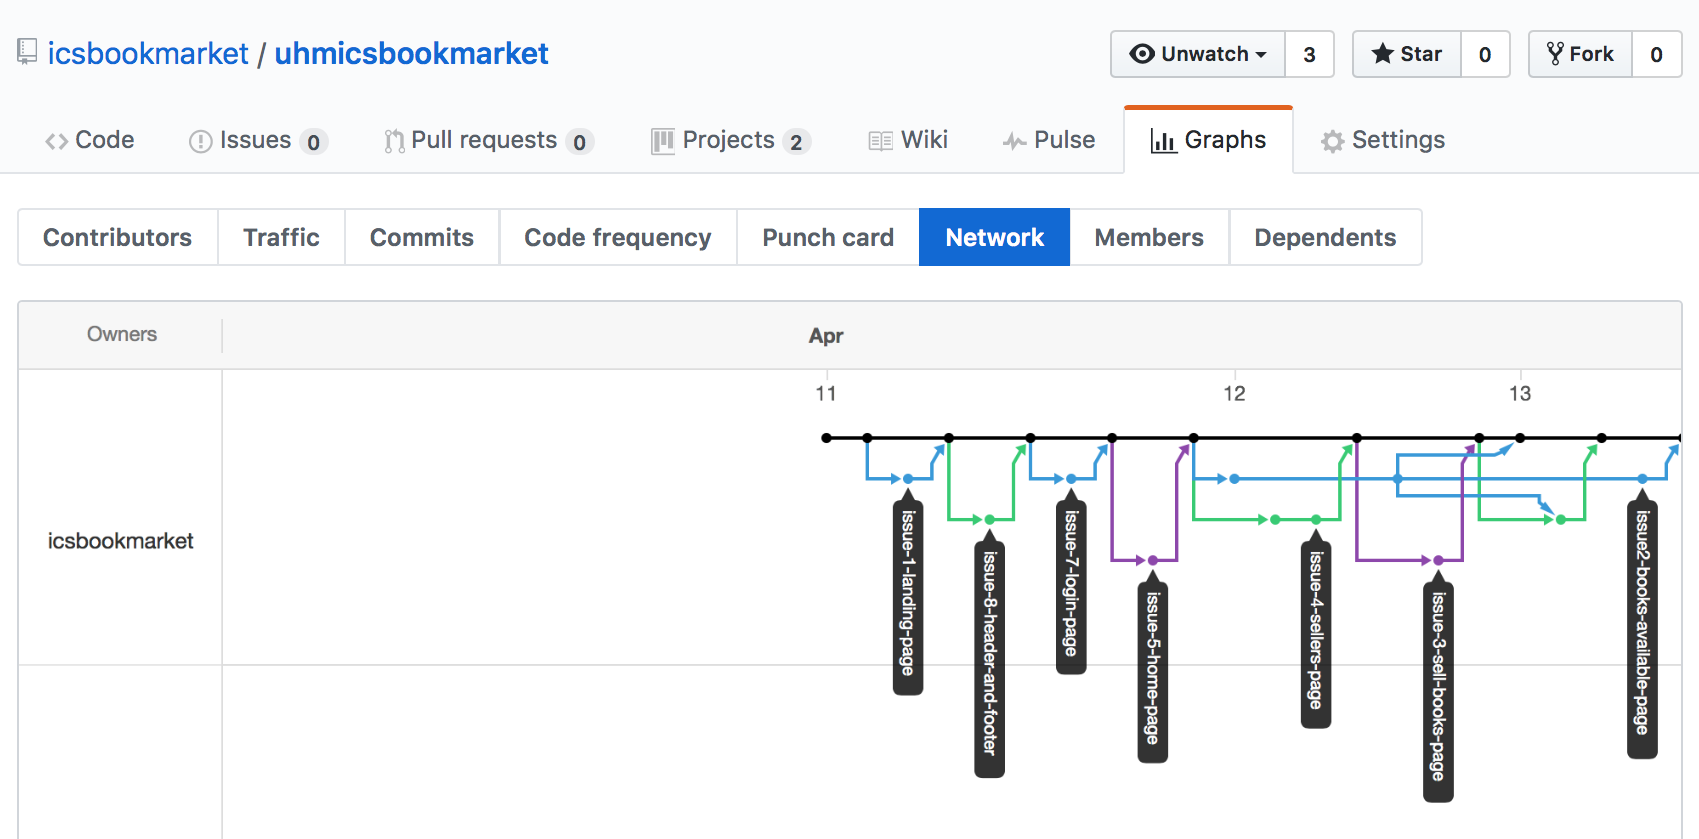 icsbookmarket / uhmicsbookmarket
Unwatch 3
Star 0
Fork 0
Code
Issues 0
Pull requests 0
Projects 2
Wiki
Pulse
Graphs
Settings
Contributors
Traffic
Commits
Code frequency
Punch card
Network
Members
Dependents
Owners
Apr
11
12
13
icsbookmarket
issue-1-landing-page
issue-8-header-and-footer
issue-7-login-page
issue-5-home-page
issue-4-sellers-page
issue-3-sell-books-page
issue2-books-available-page